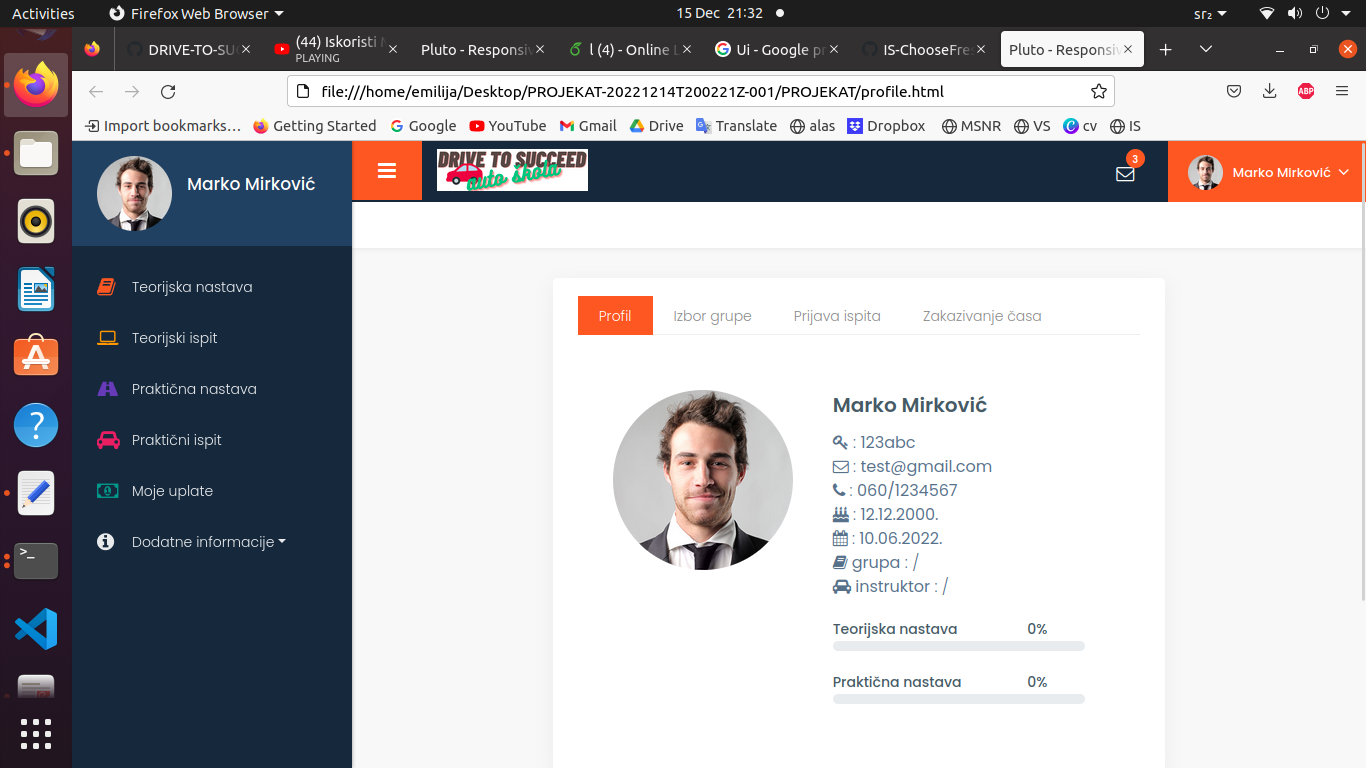 Activities
Firefox Web Browser
15 Dec 21:32
sr₂
DRIVE-TO-SU
(44) Iskoristi
PLAYING
Pluto - Responsiv
l (4) - Online L
Ui - Google pr
IS-ChooseFres
Pluto - Responsiv
file:///home/emilija/Desktop/PROJEKAT-20221214T200221Z-001/PROJEKAT/profile.html
ABP
Import bookmarks…
Getting Started
Google
YouTube
Gmail
Drive
Translate
alas
Dropbox
MSNR
VS
cv
IS
Marko Mirković
DRIVE TO SUCCEED
auto škola
3
Marko Mirković
Teorijska nastava
Teorijski ispit
Praktična nastava
Praktični ispit
Moje uplate
Dodatne informacije
Profil
Izbor grupe
Prijava ispita
Zakazivanje časa
Marko Mirković
: 123abc
: test@gmail.com
: 060/1234567
: 12.12.2000.
: 10.06.2022.
grupa : /
instruktor : /
Teorijska nastava 0%
Praktična nastava 0%